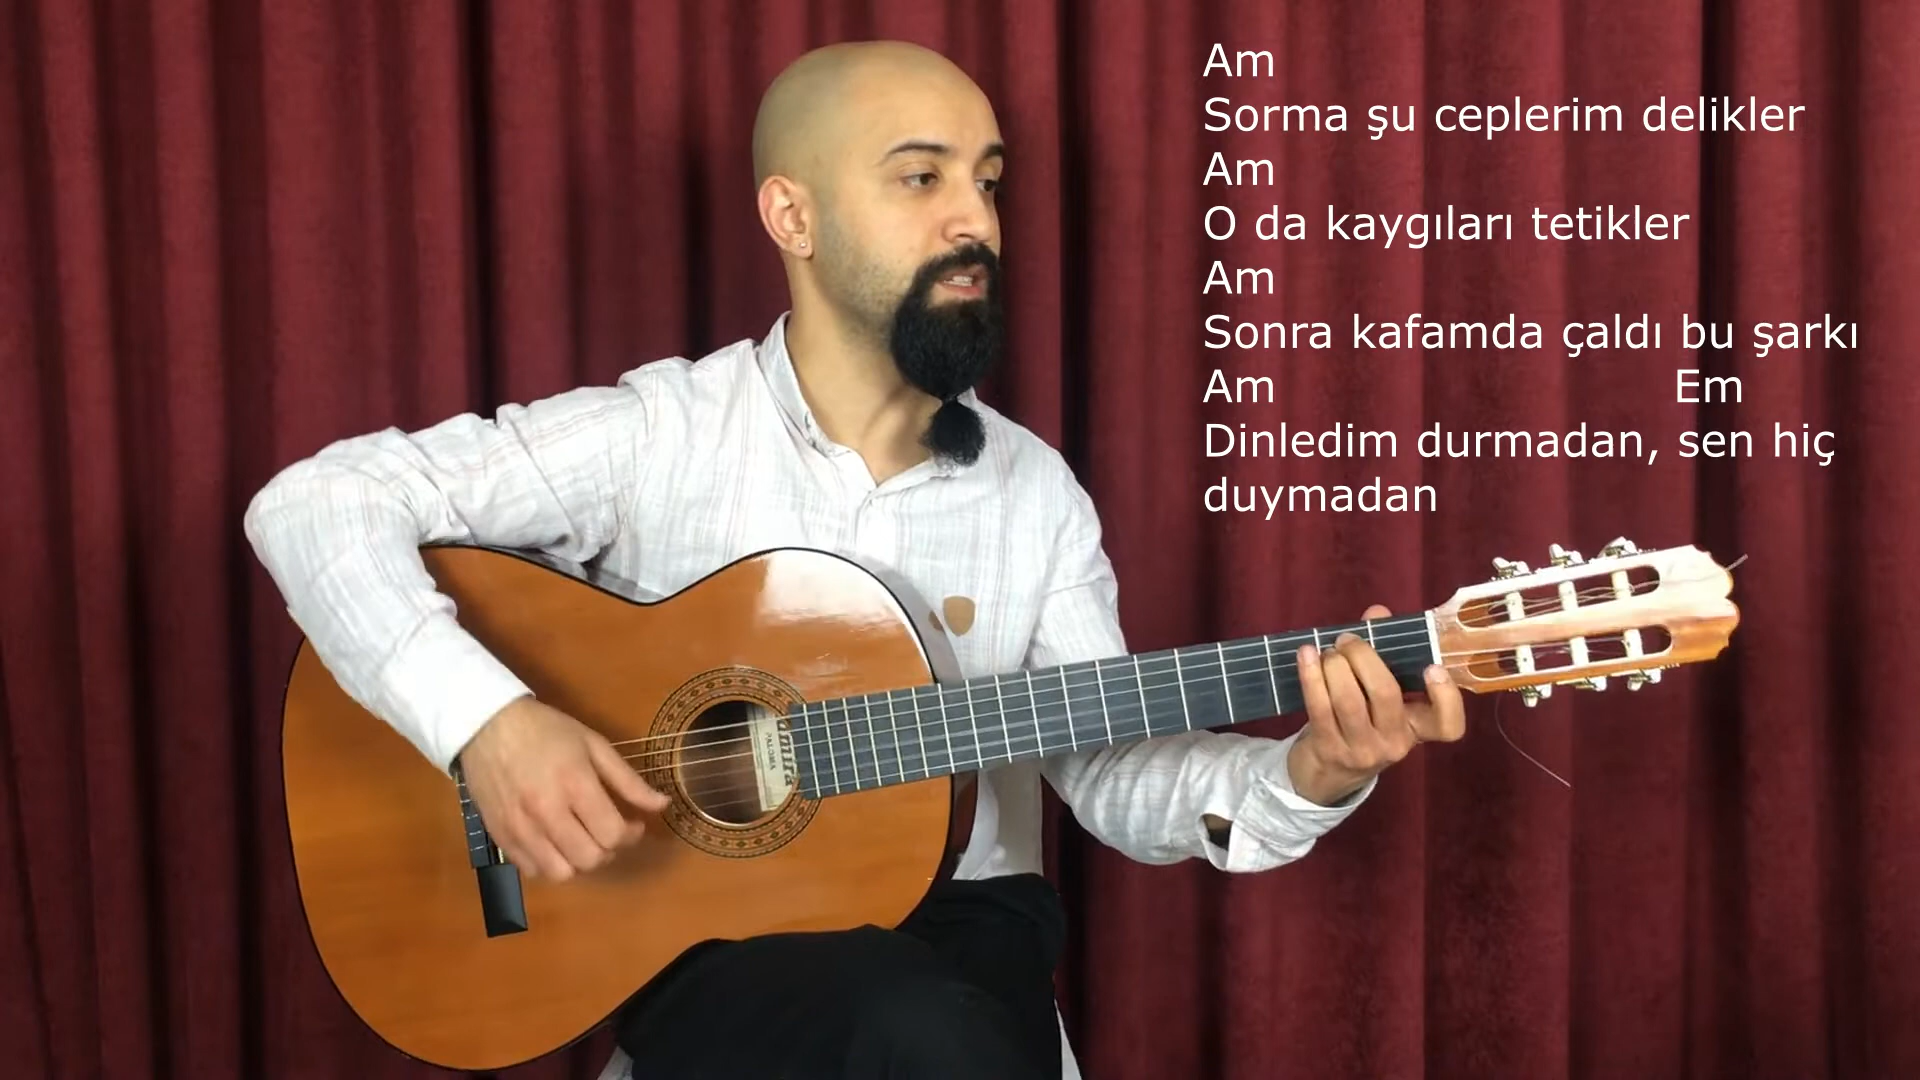 Am
Sorma şu ceplerim delikler
Am
O da kaygıları tetikler
Am
Sonra kafamda çaldı bu şarkı
Am Em
Dinledim durmadan, sen hiç
duymadan
PALOMA